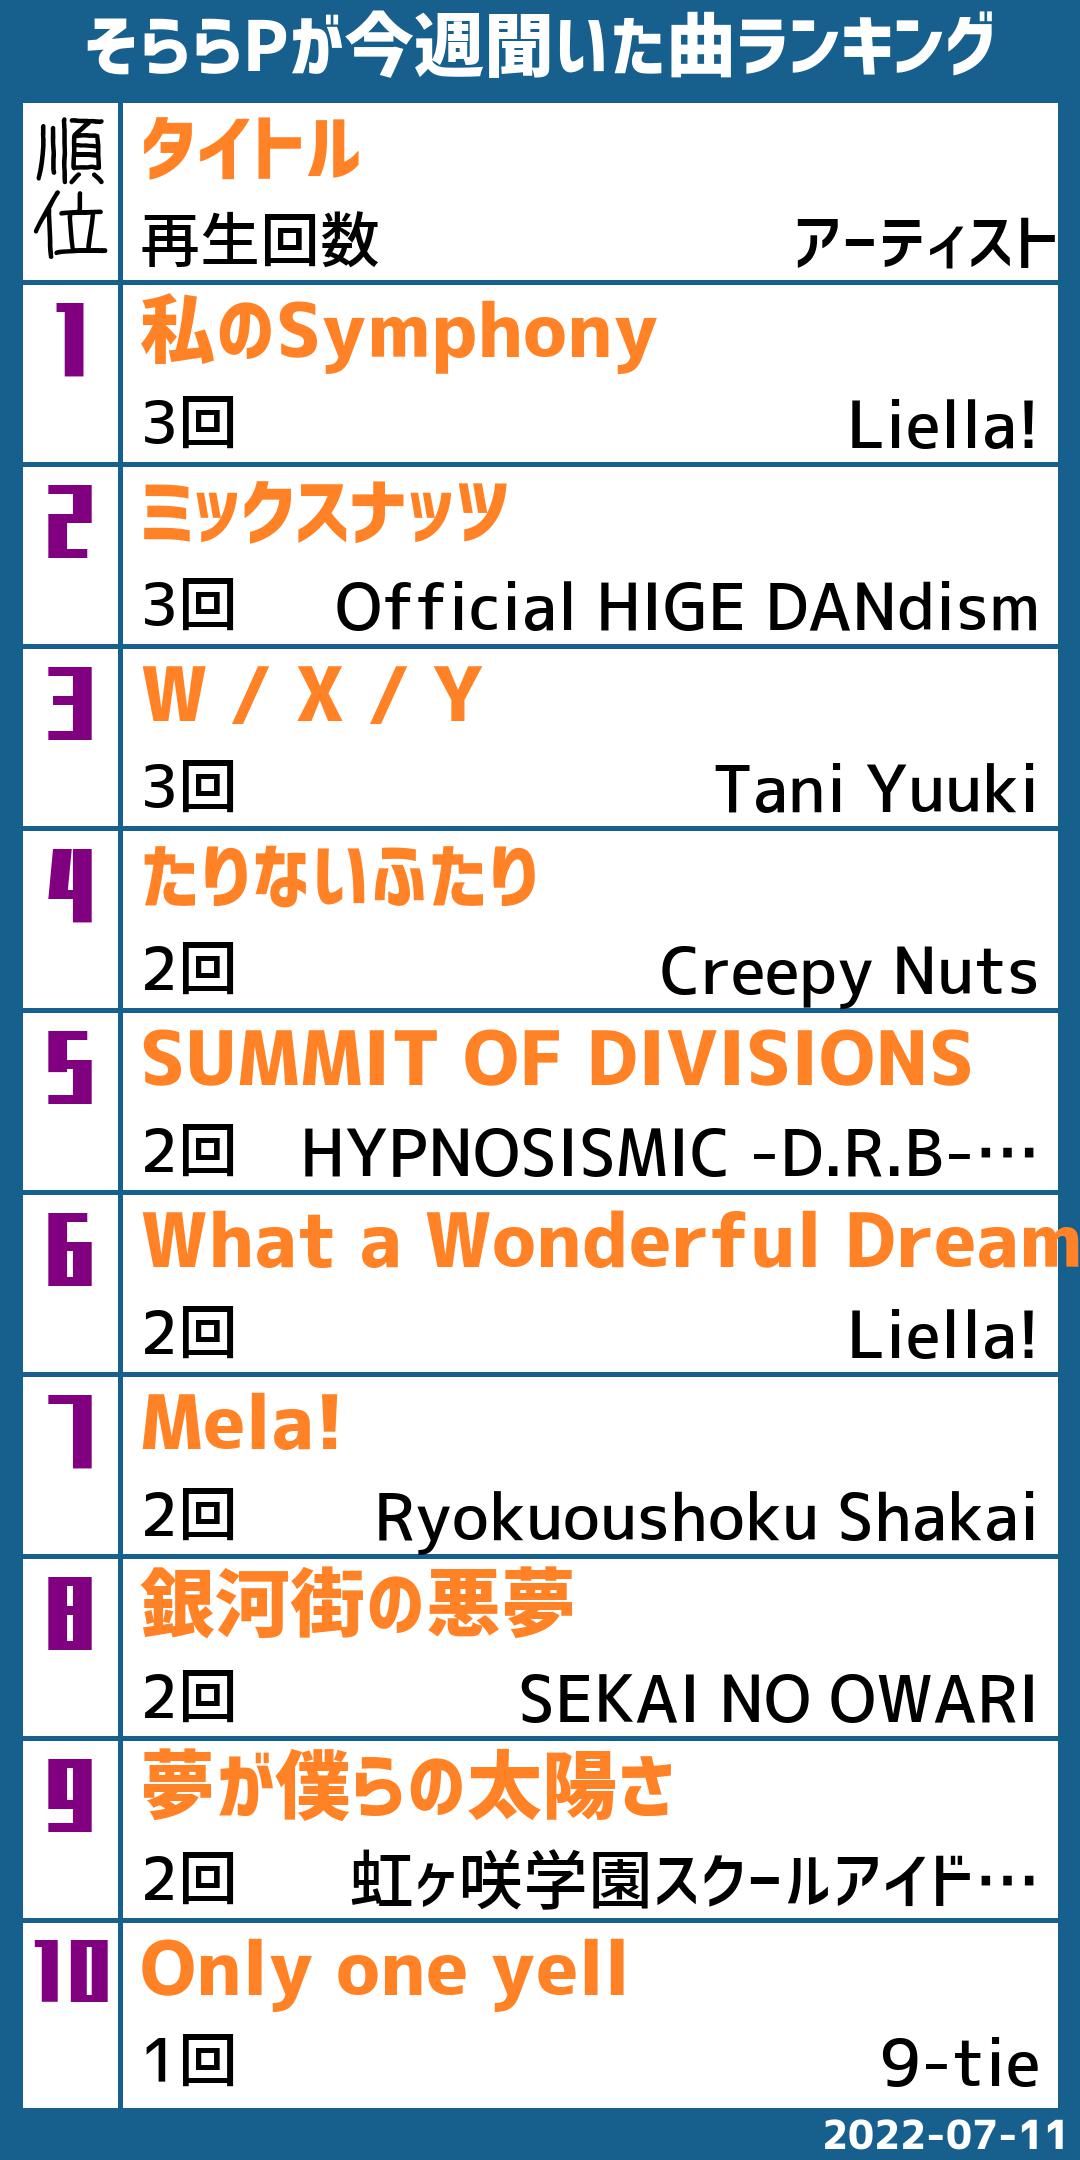 そららPが今週聞いた曲ランキング
順位
タイトル
再生回数 アーティスト
1
私のSymphony
3回 Liella!
2
ミックスナッツ
3回 Official HIGE DANdism
3
W / X / Y
3回 Tani Yuuki
4
たりないふたり
2回 Creepy Nuts
5
SUMMIT OF DIVISIONS
2回 HYPNOSISMIC -D.R.B-…
6
What a Wonderful Dream
2回 Liella!
7
Mela!
2回 Ryokuoushoku Shakai
8
銀河街の悪夢
2回 SEKAI NO OWARI
9
夢が僕らの太陽さ
2回 虹ヶ咲学園スクールアイド…
10
Only one yell
1回 9-tie
2022-07-11